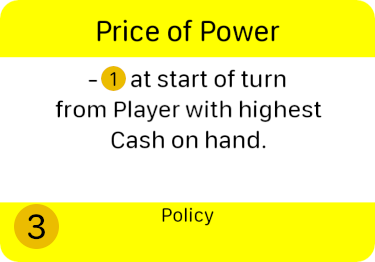 Price of Power
- 1 at start of turn
from Player with highest
Cash on hand.
Policy
3